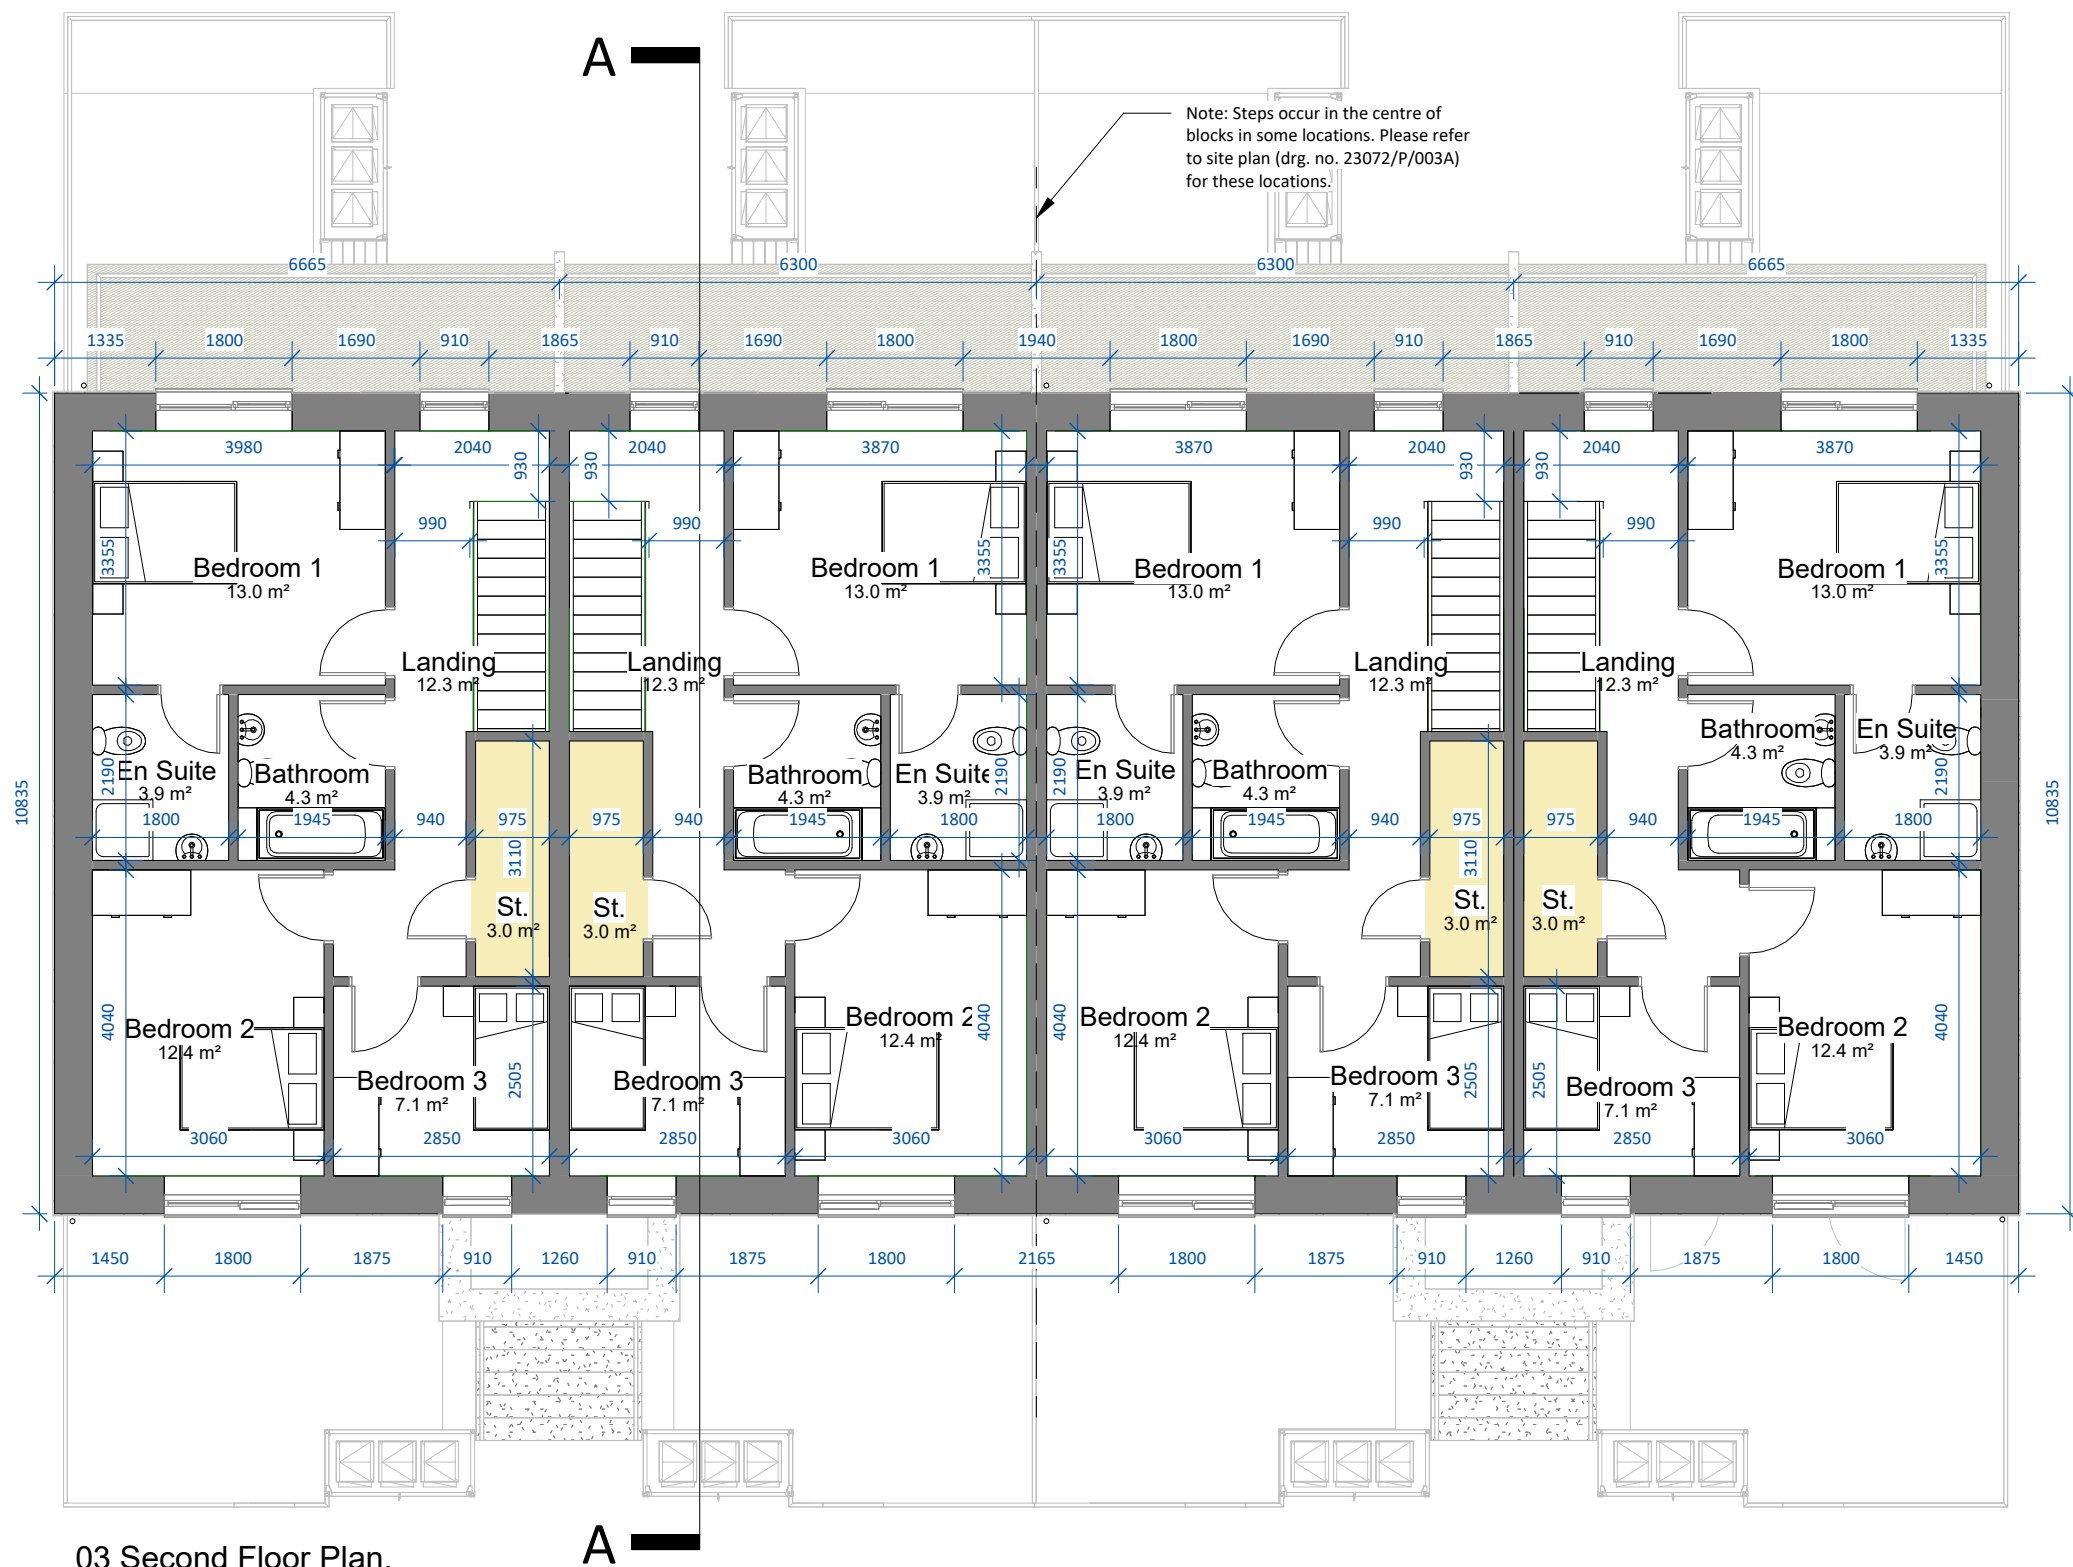 A
Note: Steps occur in the centre of
blocks in some locations. Please refer
to site plan (drg. no. 23072/P/003A)
for these locations.
6665 6300 6300 6665
1335 1800 1690 910 1865 910 1690 1800 1940 1800 1690 910 1865 910 1690 1800 1335
3980 2040 2040 3870 3870 2040 2040 3870
930 930 930 930
990 990 990 990
3355 3355 3355 3355
Bedroom 1 Bedroom 1 Bedroom 1 Bedroom 1
13.0 m² 13.0 m² 13.0 m² 13.0 m²
Landing Landing Landing Landing
12.3 m² 12.3 m² 12.3 m² 12.3 m²
Bathroom En Suite
4.3 m² 3.9 m²
En Suite Bathroom Bathroom En Suite En Suite Bathroom
3.9 m² 4.3 m² 4.3 m² 3.9 m² 3.9 m² 4.3 m²
2190 2190 2190 2190
10835 10835
1800 1945 940 975 975 940 1945 1800 1800 1945 940 975 975 940 1945 1800
3110 3110
St. St. St. St.
3.0 m² 3.0 m² 3.0 m² 3.0 m²
4040 4040 4040 4040
Bedroom 2 Bedroom 2 Bedroom 2 Bedroom 2
12.4 m² 12.4 m² 12.4 m² 12.4 m²
Bedroom 3 Bedroom 3 Bedroom 3 Bedroom 3
7.1 m² 7.1 m² 7.1 m² 7.1 m²
2505 2505 2505
3060 2850 2850 3060 3060 2850 2850 3060
1450 1800 1875 910 1260 910 1875 1800 2165 1800 1875 910 1260 910 1875 1800 1450
A
03 Second Floor Plan.